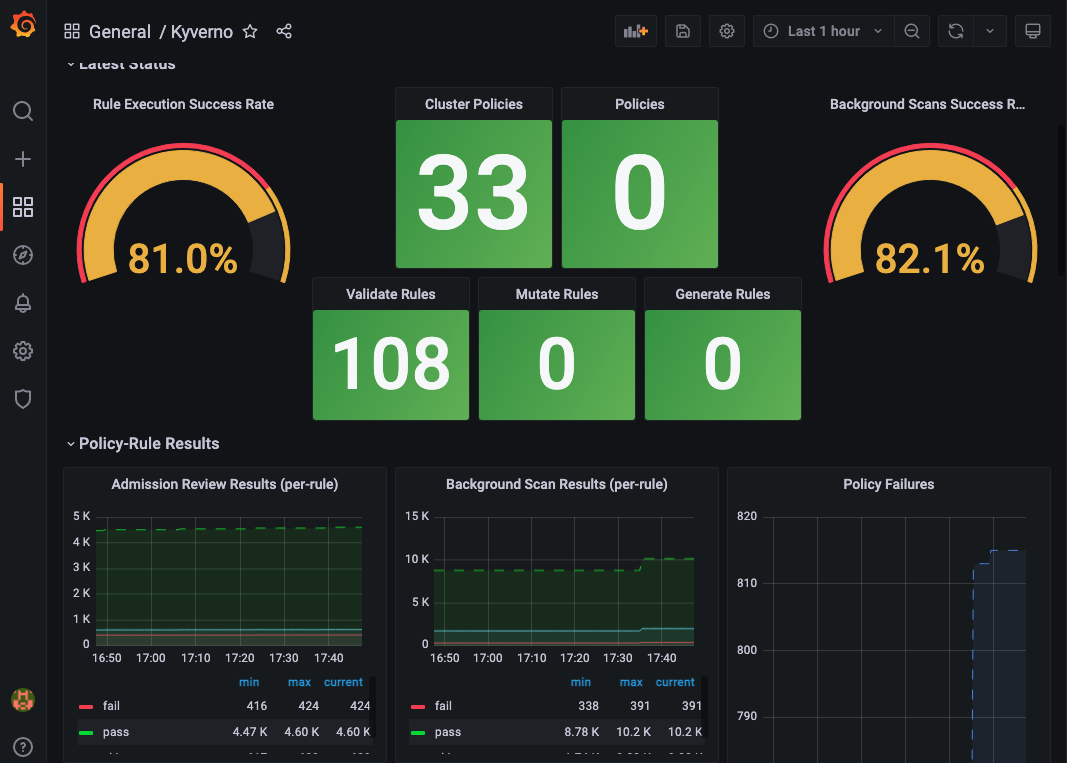 General / Kyverno
Last 1 hour
Latest Status
Rule Execution Success Rate
81.0%
Cluster Policies
33
Policies
0
Background Scans Success R...
82.1%
Validate Rules
108
Mutate Rules
0
Generate Rules
0
Policy-Rule Results
Admission Review Results (per-rule)
5 K
4 K
3 K
2 K
1 K
0
16:50 17:00 17:10 17:20 17:30 17:40
min max current
fail 416 424 424
pass 4.47 K 4.60 K 4.60 K
Background Scan Results (per-rule)
15 K
10 K
5 K
0
16:50 17:00 17:10 17:20 17:30 17:40
min max current
fail 338 391 391
pass 8.78 K 10.2 K 10.2 K
Policy Failures
820
810
800
790